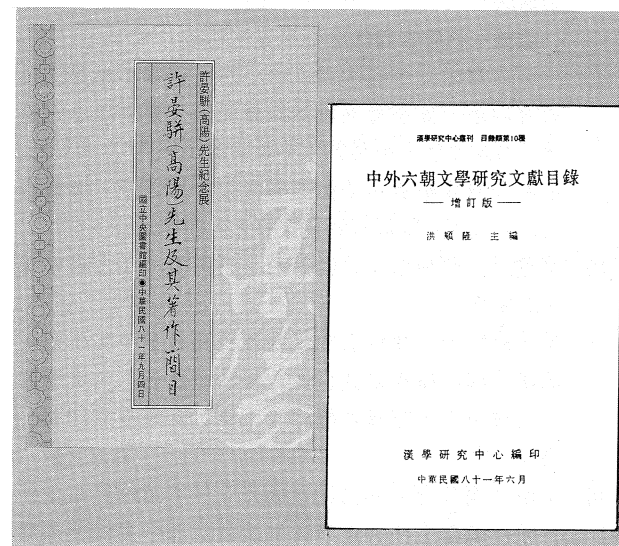 許晏駢（高陽）先生紀念展
許晏駢（高陽）先生及其著作簡目
國立中央圖書館編印●中華民國八十一年九月四日
漢學研究中心叢刊　目錄類第10種
中外六朝文學研究文獻目錄
── 增訂版 ──
洪順隆　主編
漢學研究中心編印
中華民國八十一年六月